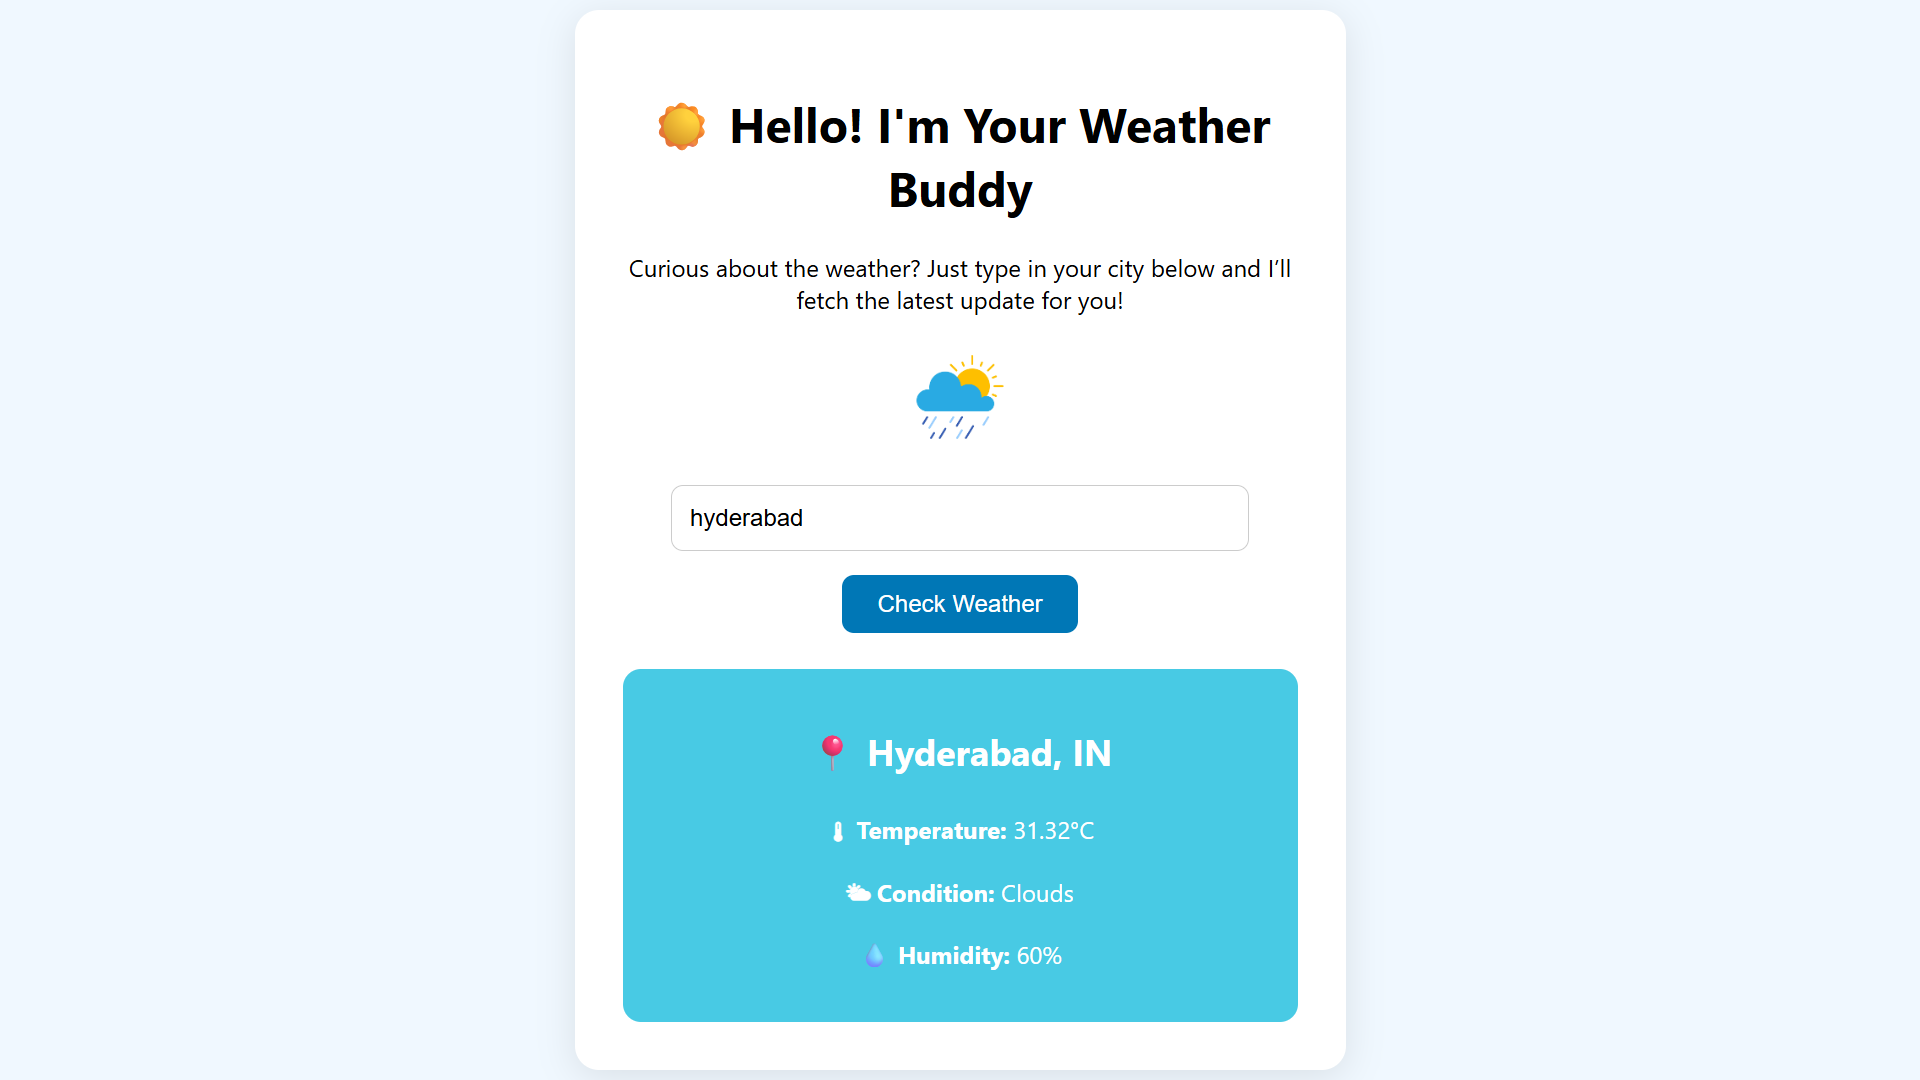 Hello! I'm Your Weather
Buddy
Curious about the weather? Just type in your city below and I’ll
fetch the latest update for you!
hyderabad
Check Weather
Hyderabad, IN
Temperature: 31.32°C
Condition: Clouds
Humidity: 60%